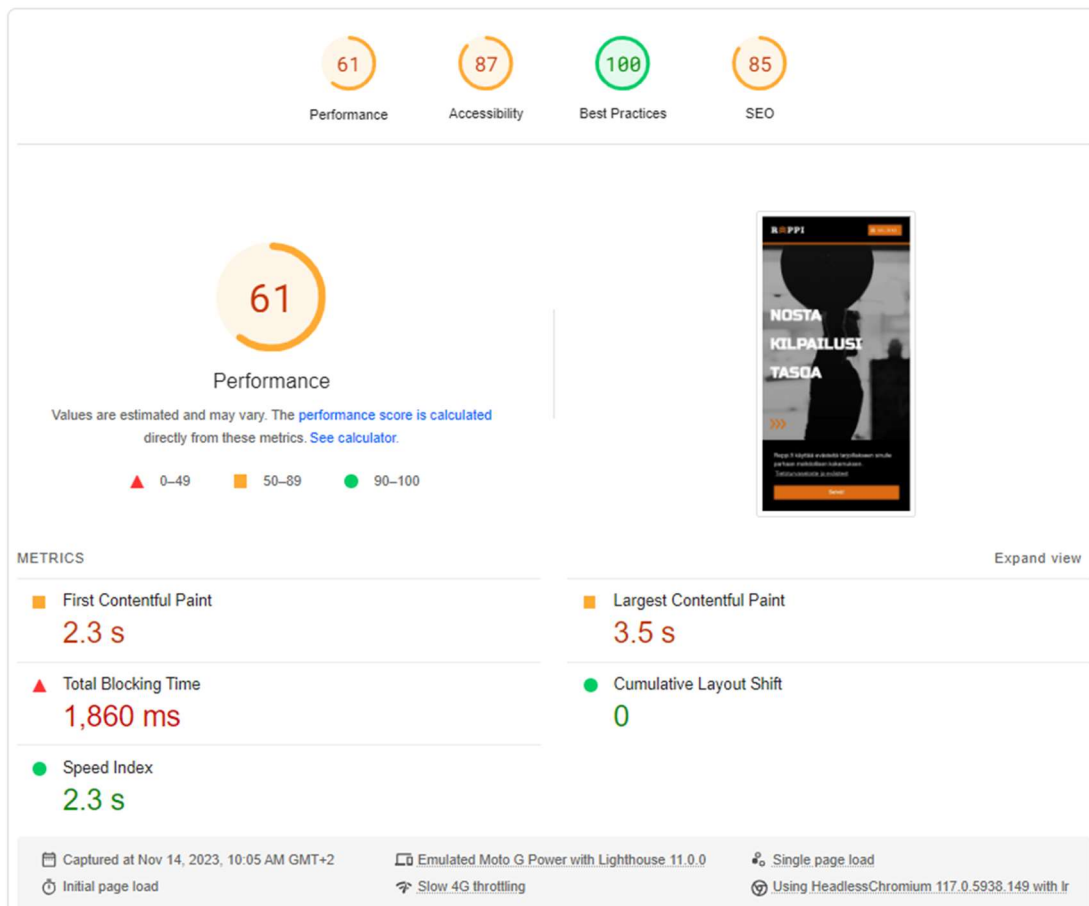 61
87
100
85
Performance
Accessibility
Best Practices
SEO
61
Performance
Values are estimated and may vary. The performance score is calculated
directly from these metrics. See calculator.
0–49
50–89
90–100
NOSTA
KILPAILUSI
TASOA
METRICS
Expand view
First Contentful Paint
2.3 s
Largest Contentful Paint
3.5 s
Total Blocking Time
1,860 ms
Cumulative Layout Shift
0
Speed Index
2.3 s
Captured at Nov 14, 2023, 10:05 AM GMT+2
Emulated Moto G Power with Lighthouse 11.0.0
Single page load
Initial page load
Slow 4G throttling
Using HeadlessChromium 117.0.5938.149 with lr